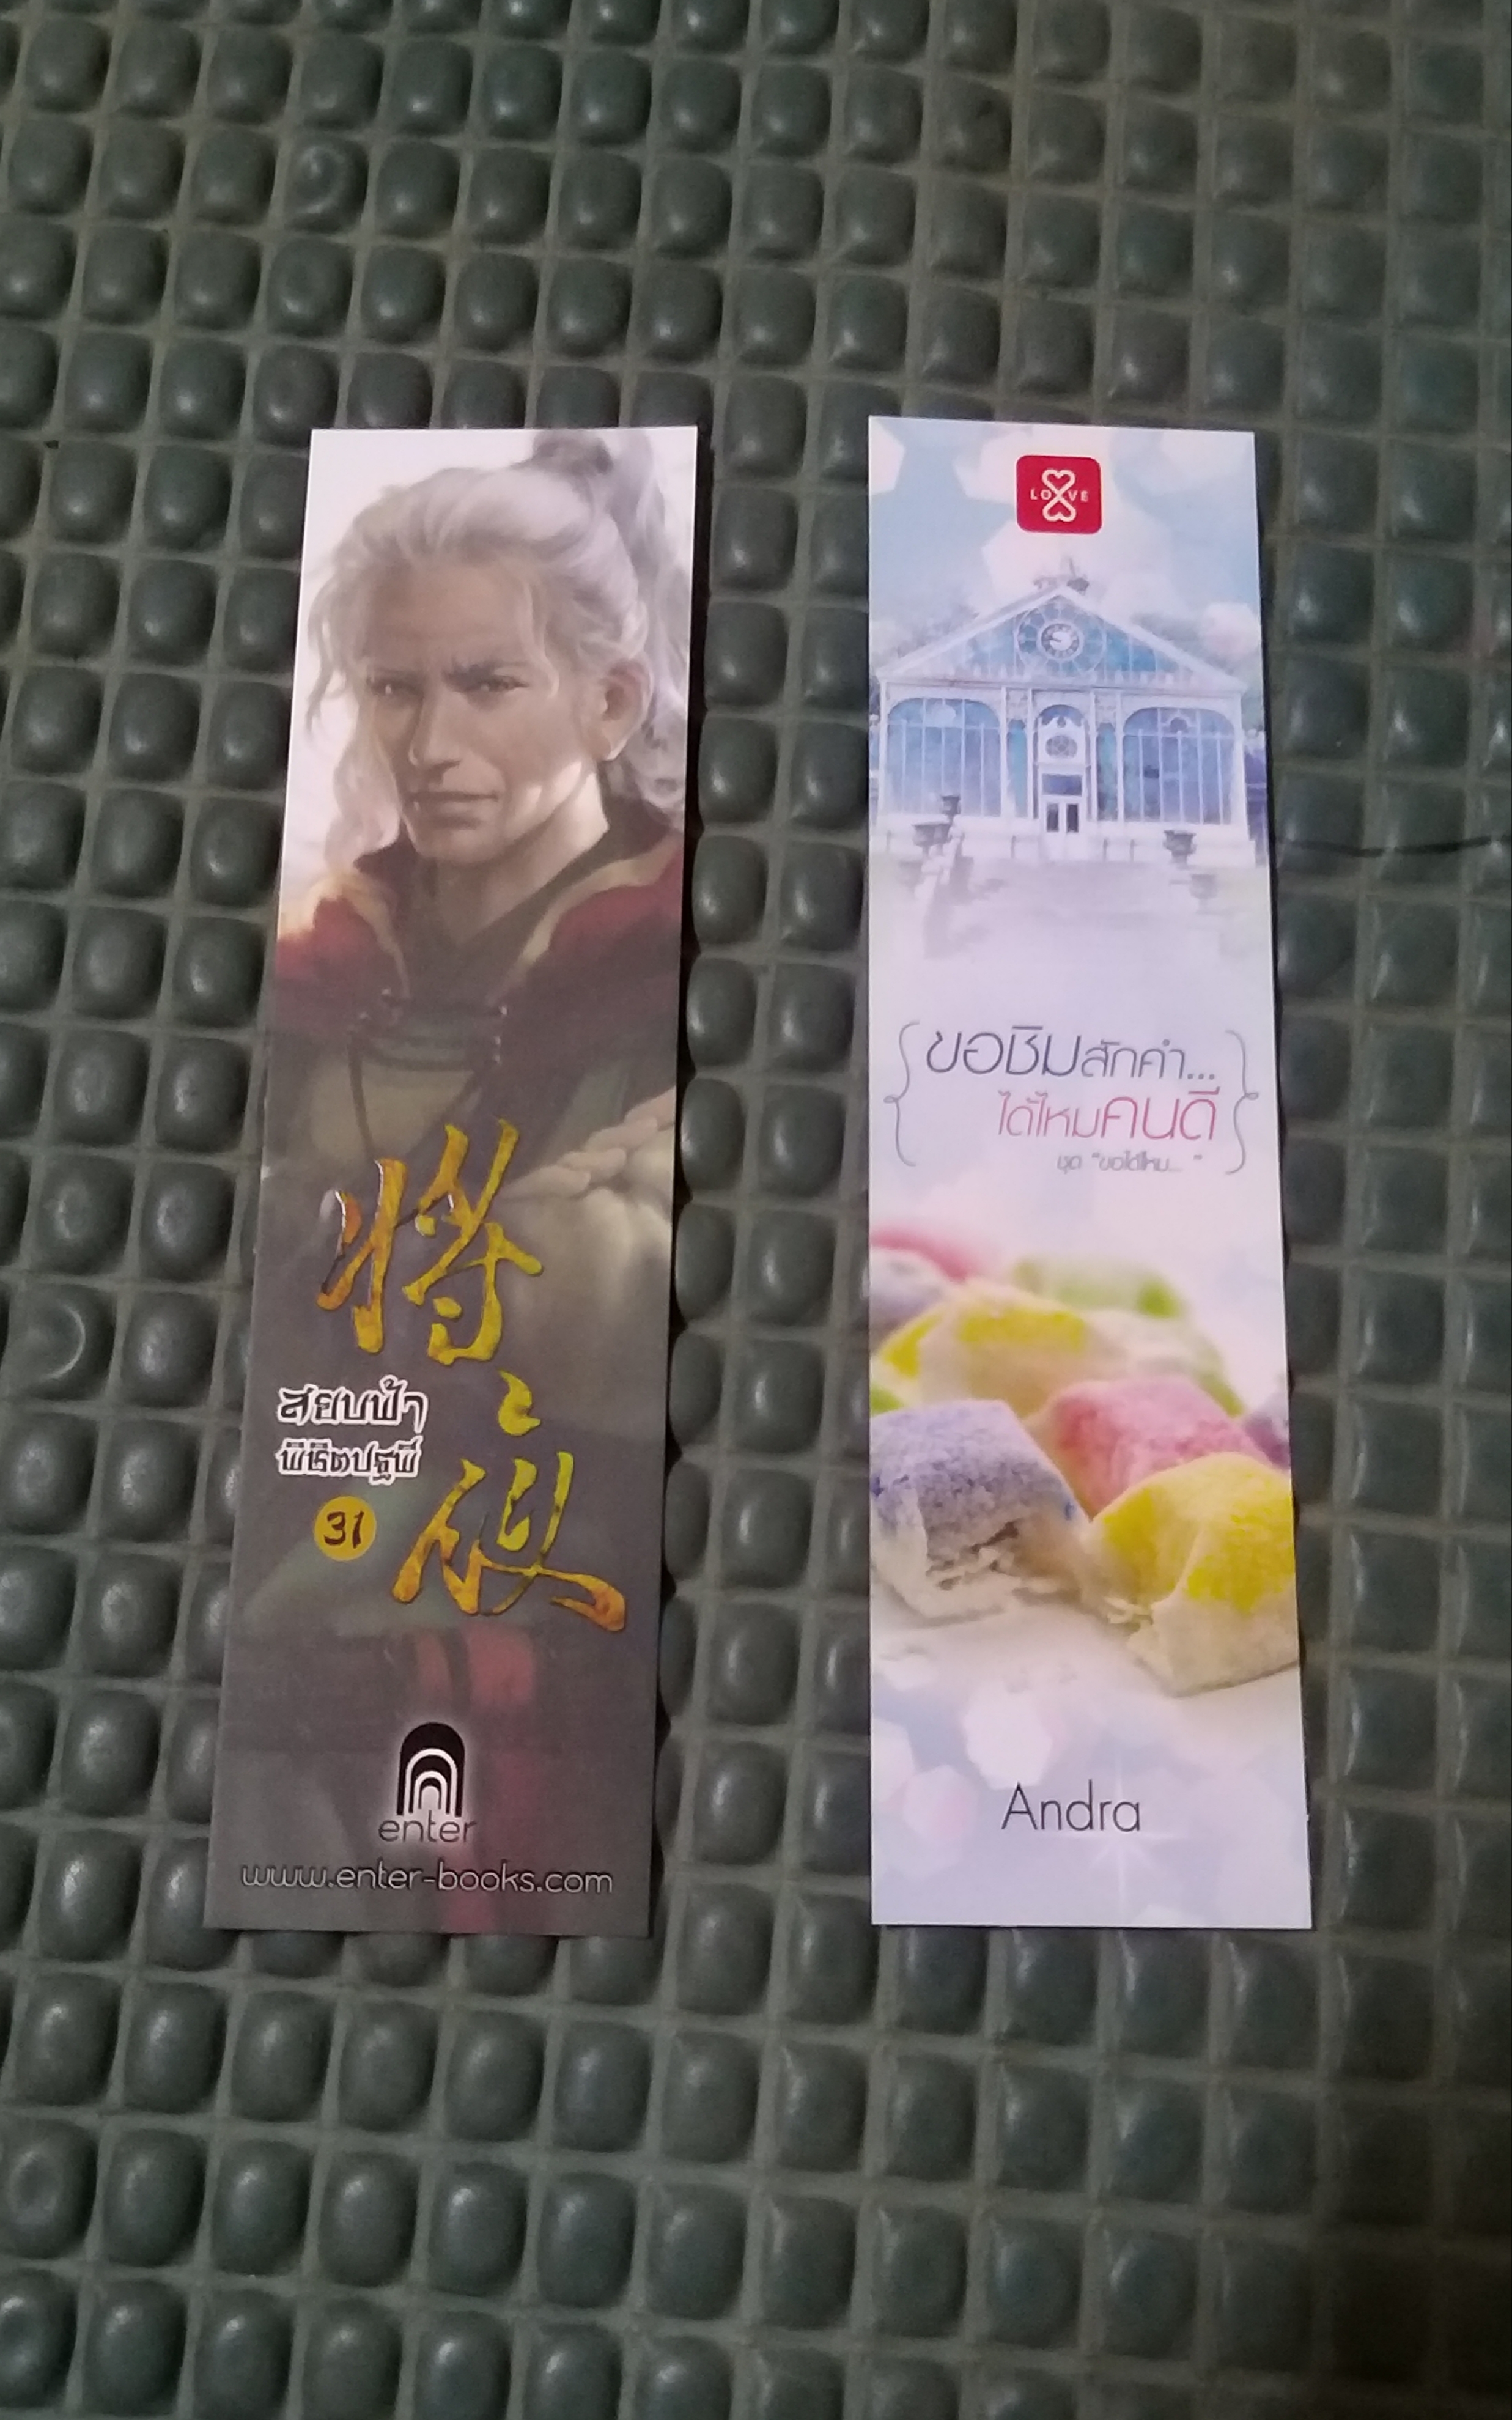 將
之
สยบฟ้า
พิชิตปฐพี
31
enter
www.enter-books.com
LOVE
ขอชิมสักคำ...
ได้ไหมคนดี
ชุด "ขอได้ไหม... "
Andra